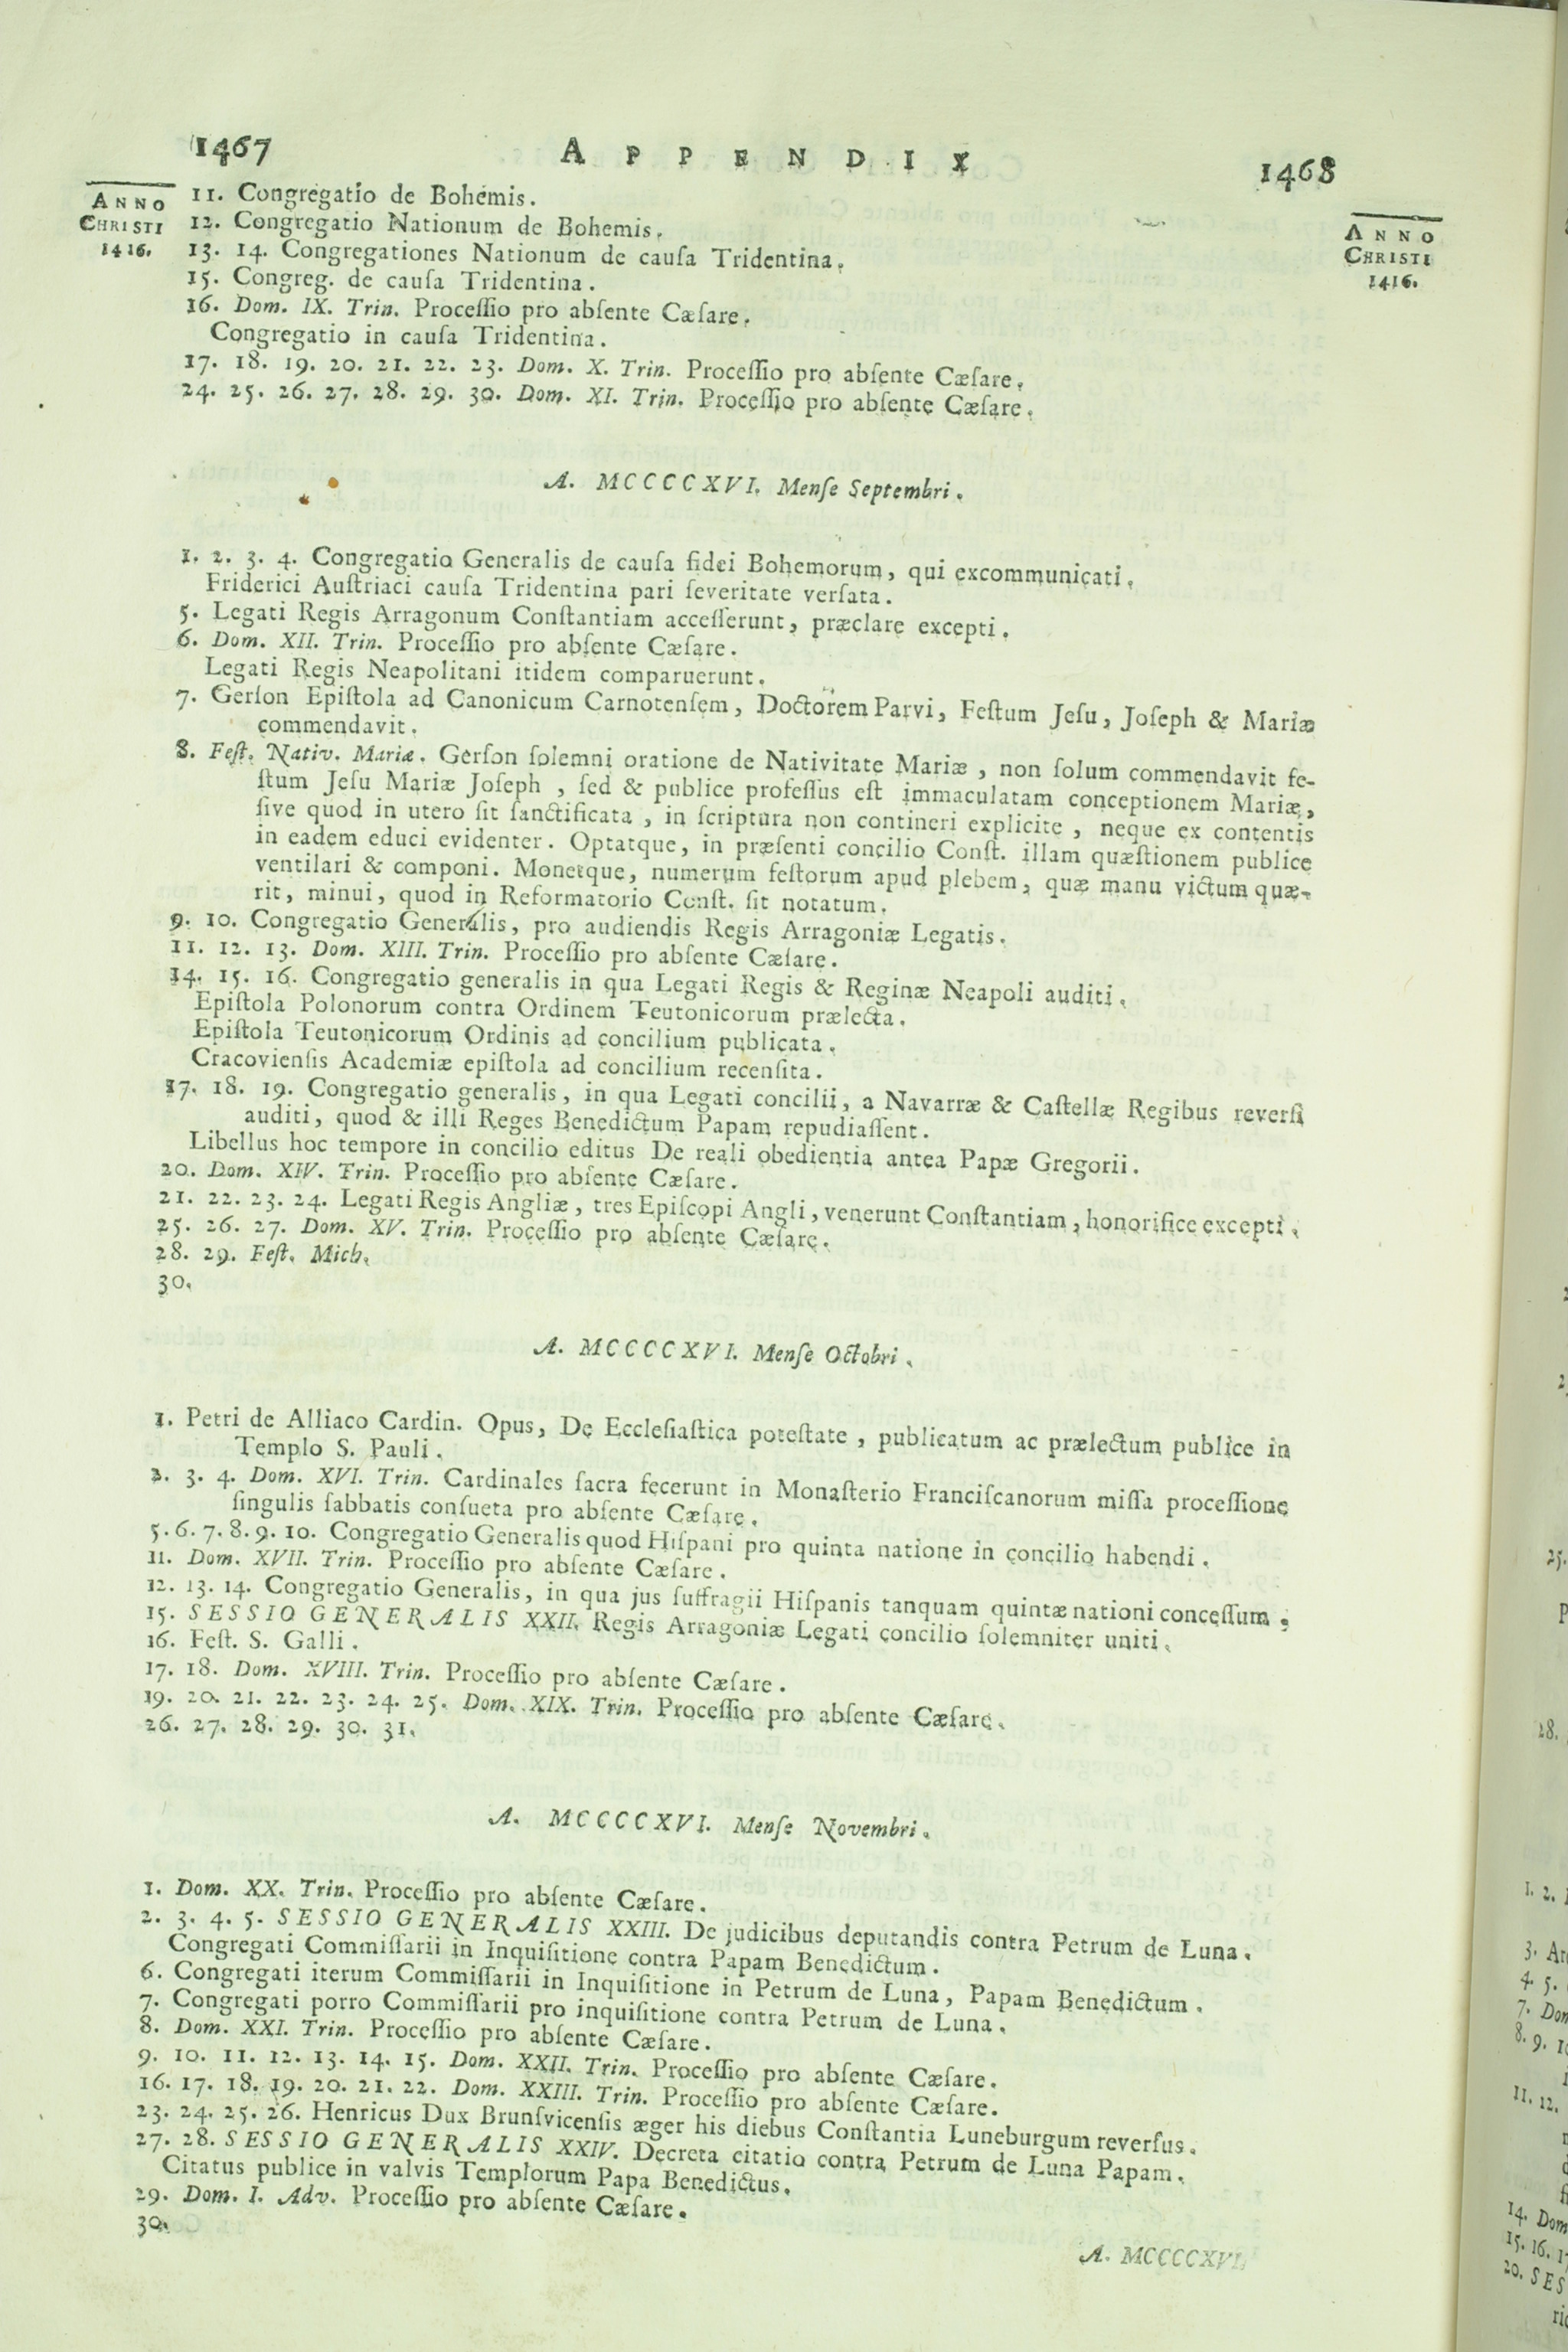 1467 APPENDIX 1468
ANNO
CHRISTI
1416.
ANNO
CHRISTI
1416.
11. Congregatio de Bohemis.
12. Congregatio Nationum de Bohemis.
13. 14. Congregationes Nationum de cauſa Tridentina.
15. Congreg. de cauſa Tridentina.
16. Dom. IX. Trin. Proceſſio pro abſente Cæſare.
Congregatio in cauſa Tridentina.
17. 18. 19. 20. 21. 22. 23. Dom. X. Trin. Proceſſio pro abſente Cæſare.
24. 25. 26. 27. 28. 29. 30. Dom. XI. Trin. Proceſſio pro abſente Cæſare.
A. MCCCCXVI. Menſe Septembri.
1. 2. 3. 4. Congregatio Generalis de cauſa fidei Bohemorum, qui excommunicati.
Friderici Auſtriaci cauſa Tridentina pari ſeveritate verſata.
5. Legati Regis Arragonum Conſtantiam acceſſerunt, præclare excepti.
6. Dom. XII. Trin. Proceſſio pro abſente Cæſare.
Legati Regis Neapolitani itidem comparuerunt.
7. Gerſon Epiſtola ad Canonicum Carnotenſem, Doctorem Parvi, Feſtum Jeſu, Joſeph & Mariæ
commendavit.
8. Feſt. Nativ. Mariæ. Gerſon ſolemni oratione de Nativitate Mariæ, non ſolum commendavit fe-
ſtum Jeſu Mariæ Joſeph, ſed & publice profeſſus eſt immaculatam conceptionem Mariæ,
ſive quod in utero ſit ſanctificata, in ſcriptura non contineri explicite, neque ex contentis
in eadem educi evidenter. Optatque, in præſenti concilio Conſt. illam quæſtionem publice
ventilari & componi. Monetque, numerum feſtorum apud plebem, quæ manu victum quæ-
rit, minui, quod in Reformatorio Conſt. ſit notatum.
9. 10. Congregatio Generalis, pro audiendis Regis Arragoniæ Legatis.
11. 12. 13. Dom. XIII. Trin. Proceſſio pro abſente Cæſare.
14. 15. 16. Congregatio generalis in qua Legati Regis & Reginæ Neapoli auditi.
Epiſtola Polonorum contra Ordinem Teutonicorum prælecta.
Epiſtola Teutonicorum Ordinis ad concilium publicata.
Cracovienſis Academiæ epiſtola ad concilium recenſita.
17. 18. 19. Congregatio generalis, in qua Legati concilii, a Navarræ & Caſtellæ Regibus reverſi
auditi, quod & illi Reges Benedictum Papam repudiaſſent.
Libellus hoc tempore in concilio editus De reali obedientia antea Papæ Gregorii.
20. Dom. XIV. Trin. Proceſſio pro abſente Cæſare.
21. 22. 23. 24. Legati Regis Angliæ, tres Epiſcopi Angli, venerunt Conſtantiam, honorifice excepti.
25. 26. 27. Dom. XV. Trin. Proceſſio pro abſente Cæſare.
28. 29. Feſt. Mich.
30.
A. MCCCCXVI. Menſe Octobri.
1. Petri de Alliaco Cardin. Opus, De Eccleſiaſtica poteſtate, publicatum ac prælectum publice in
Templo S. Pauli.
2. 3. 4. Dom. XVI. Trin. Cardinales ſacra fecerunt in Monaſterio Franciſcanorum miſſa proceſſione
ſingulis ſabbatis conſueta pro abſente Cæſare.
5. 6. 7. 8. 9. 10. Congregatio Generalis quod Hiſpani pro quinta natione in concilio habendi.
11. Dom. XVII. Trin. Proceſſio pro abſente Cæſare.
12. 13. 14. Congregatio Generalis, in qua jus ſuffragii Hiſpanis tanquam quintæ nationi conceſſum.
15. SESSIO GENERALIS XXII. Regis Arragoniæ Legati concilio ſolemniter uniti.
16. Feſt. S. Galli.
17. 18. Dom. XVIII. Trin. Proceſſio pro abſente Cæſare.
19. 20. 21. 22. 23. 24. 25. Dom. XIX. Trin. Proceſſio pro abſente Cæſare.
26. 27. 28. 29. 30. 31.
A. MCCCCXVI. Menſe Novembri.
1. Dom. XX. Trin. Proceſſio pro abſente Cæſare.
2. 3. 4. 5. SESSIO GENERALIS XXIII. De judicibus deputandis contra Petrum de Luna.
Congregati Commiſſarii in Inquiſitione contra Papam Benedictum.
6. Congregati iterum Commiſſarii in Inquiſitione in Petrum de Luna, Papam Benedictum.
7. Congregati porro Commiſſarii pro inquiſitione contra Petrum de Luna.
8. Dom. XXI. Trin. Proceſſio pro abſente Cæſare.
9. 10. 11. 12. 13. 14. 15. Dom. XXII. Trin. Proceſſio pro abſente Cæſare.
16. 17. 18. 19. 20. 21. 22. Dom. XXIII. Trin. Proceſſio pro abſente Cæſare.
23. 24. 25. 26. Henricus Dux Brunſvicenſis æger his diebus Conſtantia Luneburgum reverſus.
27. 28. SESSIO GENERALIS XXIV. Decreta citatio contra Petrum de Luna Papam.
Citatus publice in valvis Templorum Papa Benedictus.
29. Dom. I. Adv. Proceſſio pro abſente Cæſare.
30.
A. MCCCCXVI.